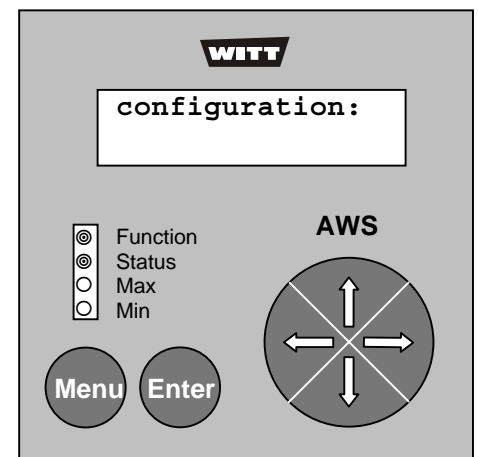 WITT
configuration:
Function
Status
Max
Min
AWS
Menu
Enter